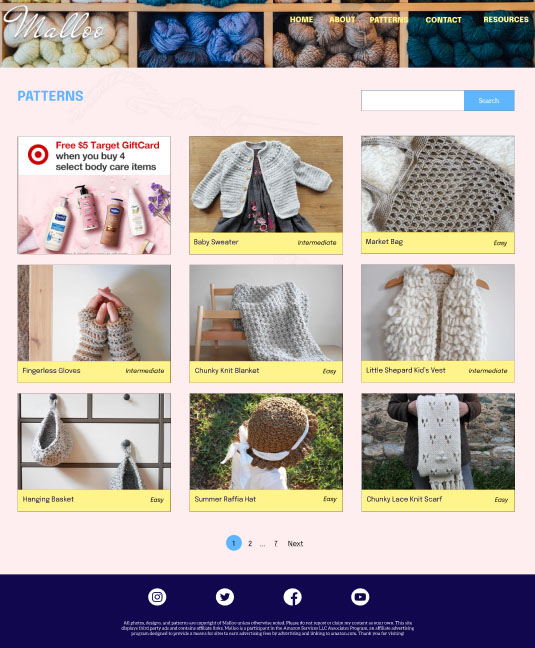 Malloo
HOME ABOUT PATTERNS CONTACT RESOURCES
PATTERNS
Search
Free $5 Target GiftCard
when you buy 4
select body care items
Baby Sweater Intermediate
Market Bag Easy
Fingerless Gloves Intermediate
Chunky Knit Blanket Easy
Little Shepard Kid's Vest Intermediate
Hanging Basket Easy
Summer Raffia Hat Easy
Chunky Lace Knit Scarf Easy
1 2 ... 7 Next
All photos, designs, and patterns are copyright of Malloo unless otherwise noted. Please do not repost or claim my content as your own. This site
displays third party ads and contains affiliate links. Malloo is a participant in the Amazon Services LLC Associates Program, an affiliate advertising
program designed to provide a means for sites to earn advertising fees by advertising and linking to amazon.com. Thank you for visiting!